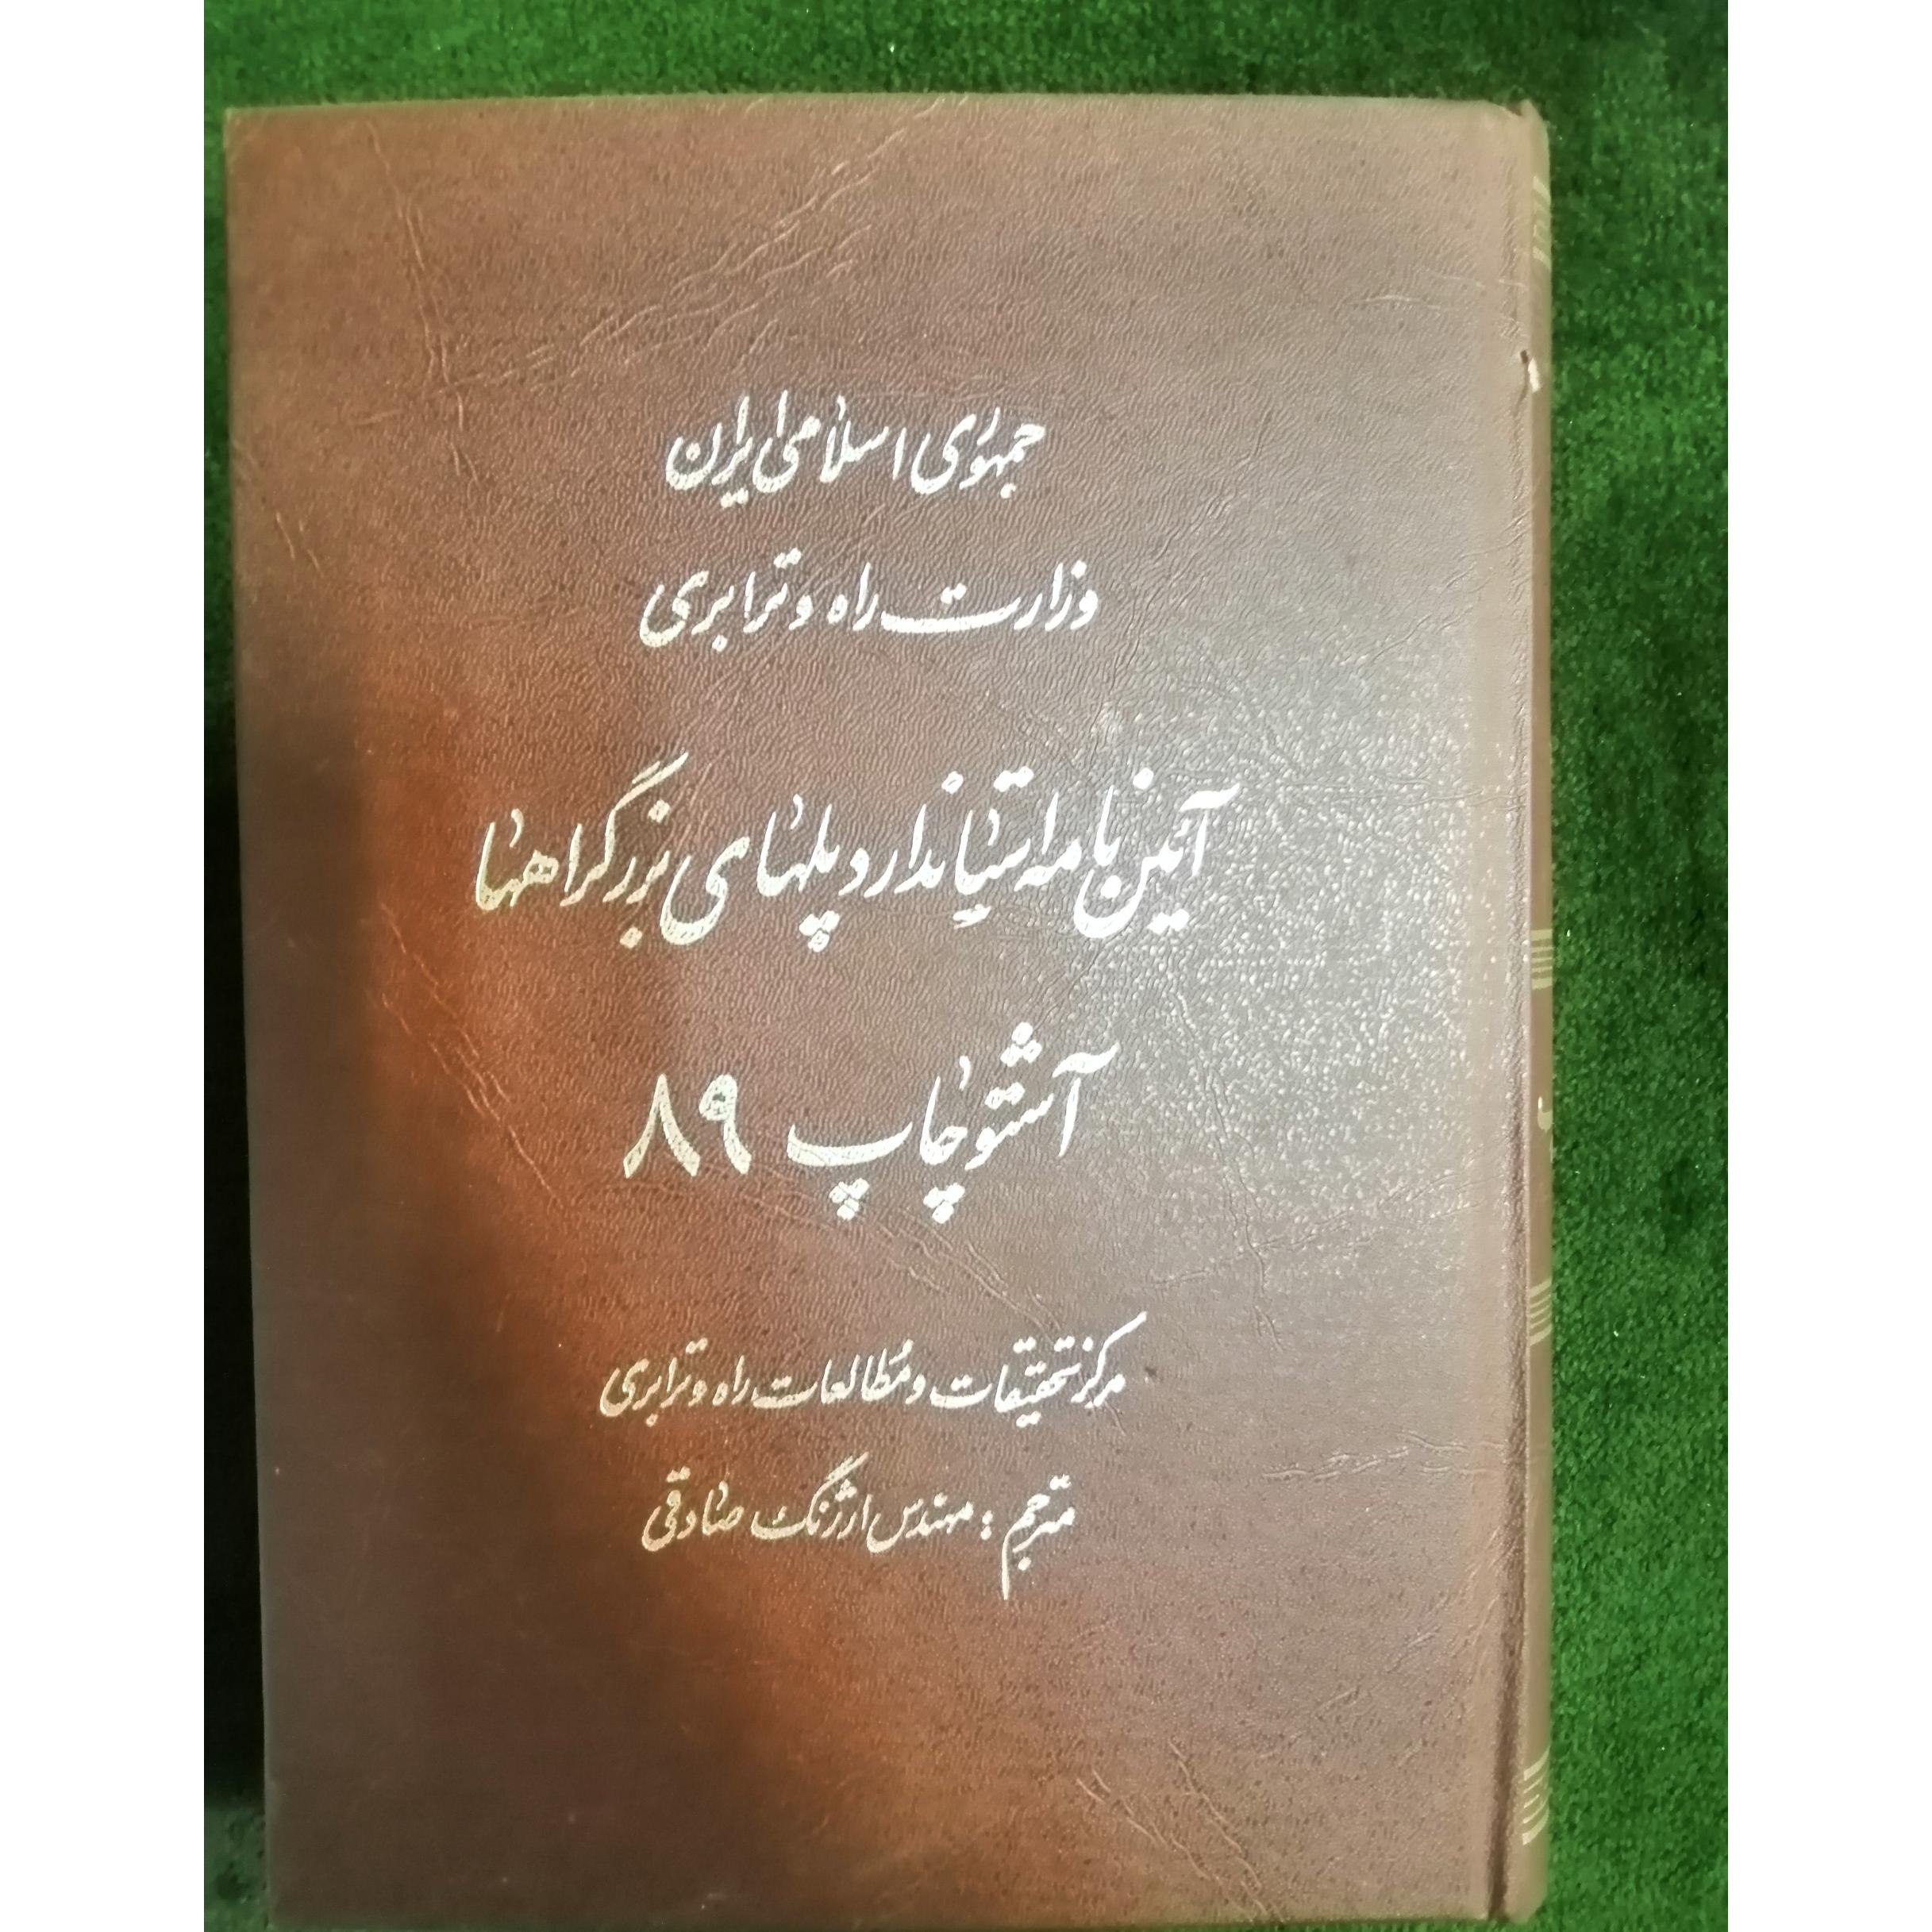 جمهوری اسلامی ایران
وزارت راه و ترابری
آئین نامه استاندارد پلهای بزرگراهها
آشتو چاپ ۸۹
مرکز تحقیقات و مطالعات راه و ترابری
مترجم : مهندس ارژنگ صادقی